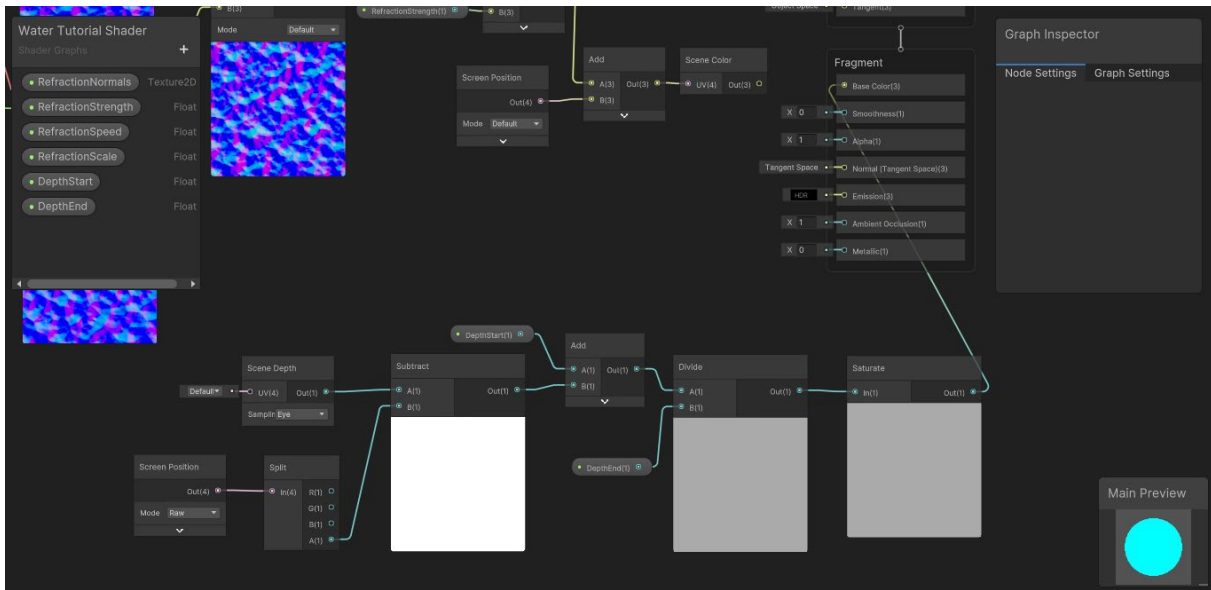 Water Tutorial Shader
Shader Graphs
+
RefractionNormals Texture2D
RefractionStrength Float
RefractionSpeed Float
RefractionScale Float
DepthStart Float
DepthEnd Float
B(3)
Mode Default
RefractionStrength(1)
B(3)
Screen Position
Out(4)
Mode Default
Add
A(3) Out(3)
B(3)
Scene Color
UV(4) Out(3)
Object Space
Tangent(3)
Fragment
Base Color(3)
X 0 Smoothness(1)
X 1 Alpha(1)
Tangent Space Normal (Tangent Space)(3)
HDR Emission(3)
X 1 Ambient Occlusion(1)
X 0 Metallic(1)
Graph Inspector
Node Settings Graph Settings
DepthStart(1)
Scene Depth
Default UV(4) Out(1)
Samplin Eye
Subtract
A(1) Out(1)
B(1)
Add
A(1) Out(1)
B(1)
Divide
A(1) Out(1)
B(1)
Saturate
In(1) Out(1)
DepthEnd(1)
Screen Position
Out(4)
Mode Raw
Split
In(4) R(1)
G(1)
B(1)
A(1)
Main Preview